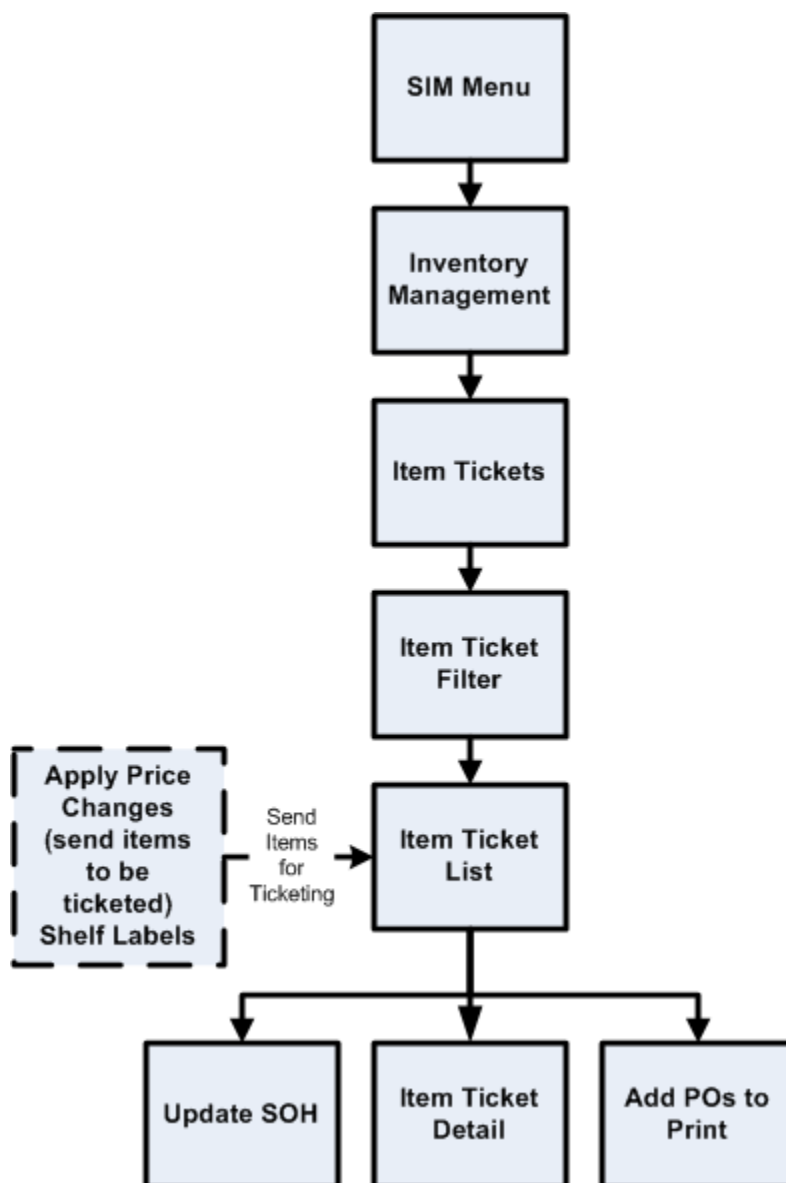 SIM Menu
Inventory
Management
Item Tickets
Item Ticket
Filter
Apply Price
Changes
(send items
to be
ticketed)
Shelf Labels
Send
Items
for
Ticketing
Item Ticket
List
Update SOH
Item Ticket
Detail
Add POs to
Print